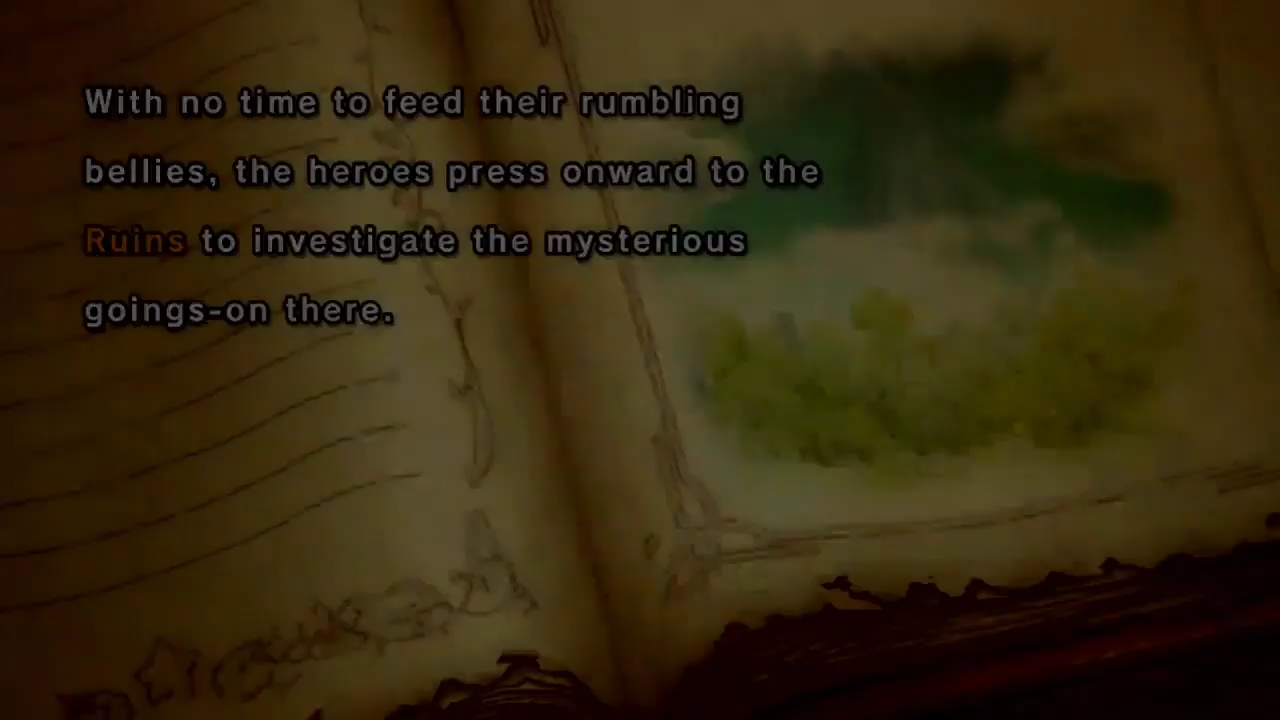 With no time to feed their rumbling
bellies, the heroes press onward to the
Ruins to investigate the mysterious
goings-on there.